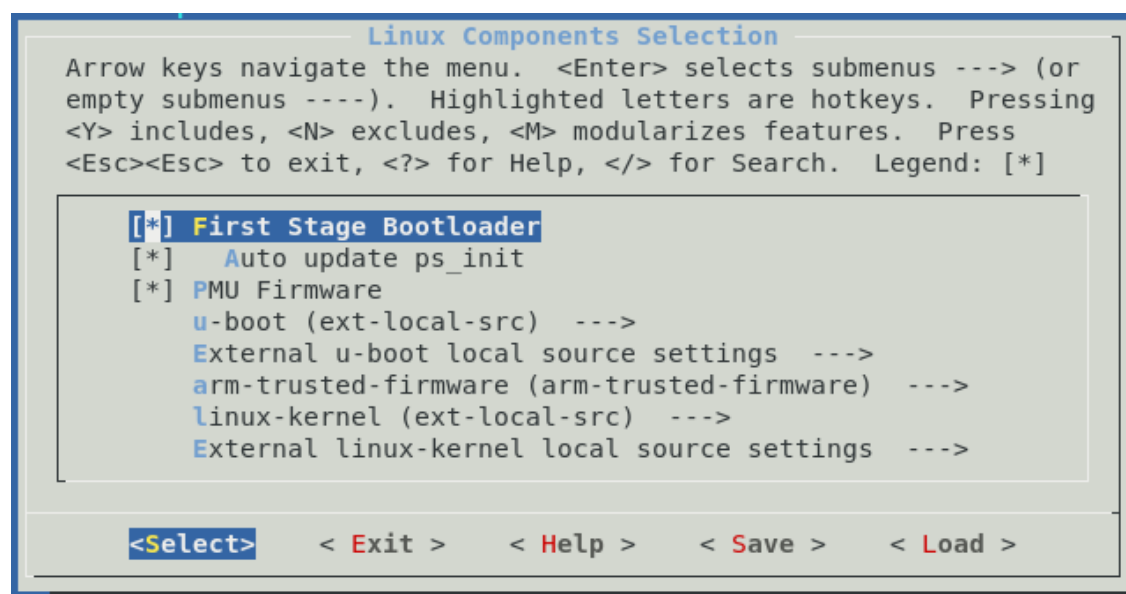 Linux Components Selection
Arrow keys navigate the menu.  <Enter> selects submenus ---> (or
empty submenus ----).  Highlighted letters are hotkeys.  Pressing
<Y> includes, <N> excludes, <M> modularizes features.  Press
<Esc><Esc> to exit, <?> for Help, </> for Search.  Legend: [*]
[*] First Stage Bootloader
[*]   Auto update ps_init
[*] PMU Firmware
u-boot (ext-local-src)  --->
External u-boot local source settings  --->
arm-trusted-firmware (arm-trusted-firmware)  --->
linux-kernel (ext-local-src)  --->
External linux-kernel local source settings  --->
<Select>    < Exit >    < Help >    < Save >    < Load >